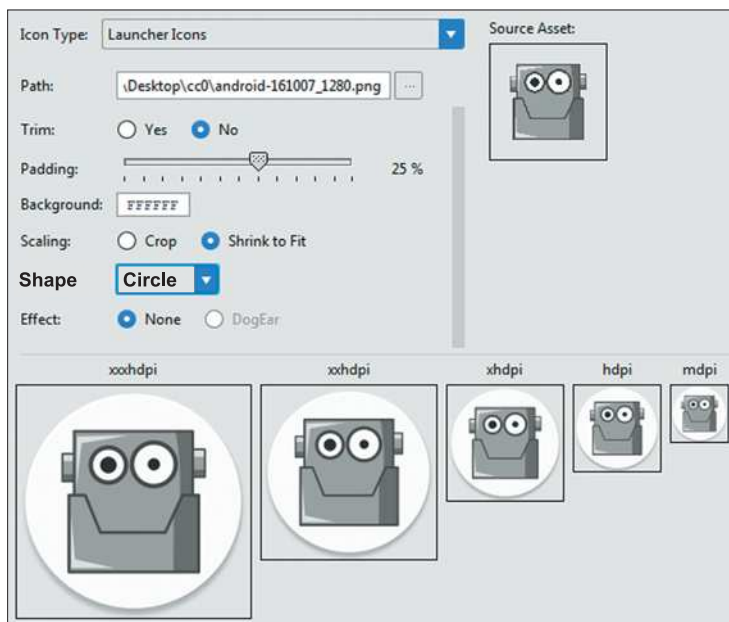 Icon Type: Launcher Icons
Source Asset:
Path: \Desktop\cc0\android-161007_1280.png ...
Trim: Yes No
Padding: 25 %
Background: FFFFFF
Scaling: Crop Shrink to Fit
Shape Circle
Effect: None DogEar
xxxhdpi xxhdpi xhdpi hdpi mdpi